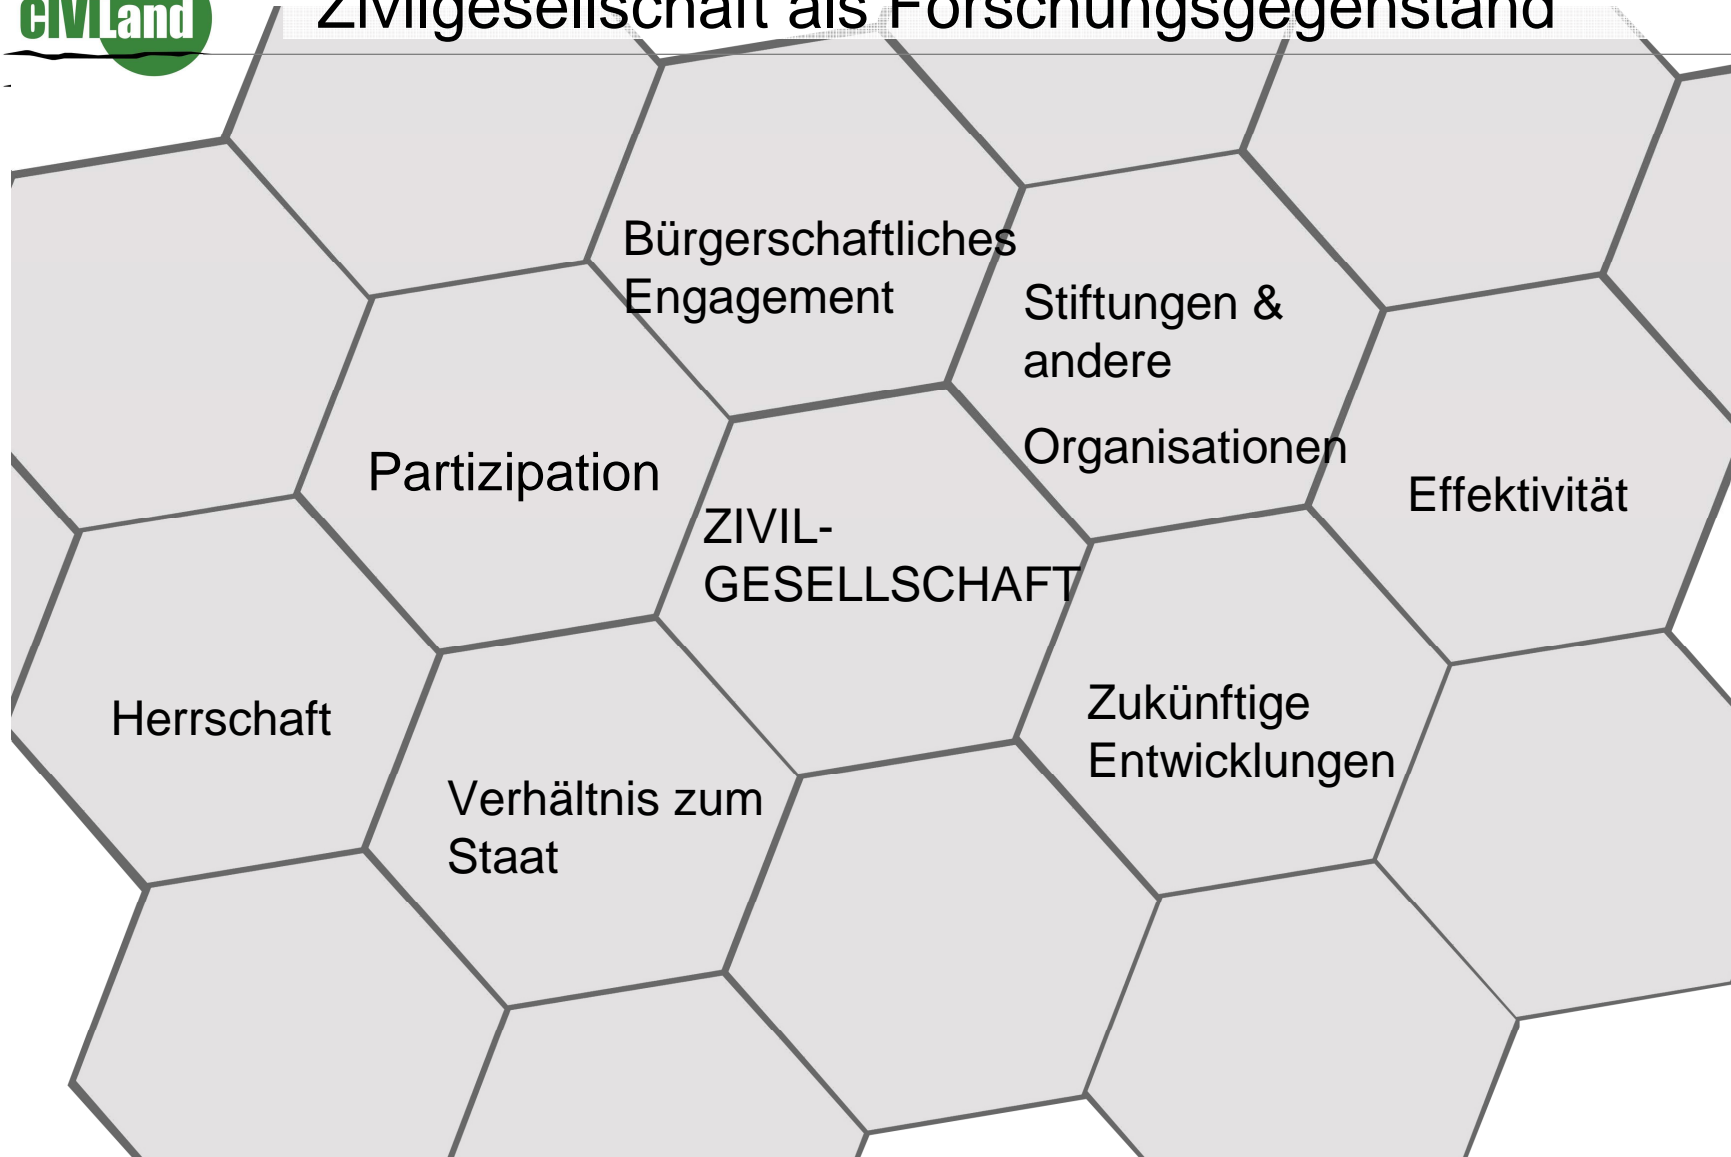 CIVILand
Zivilgesellschaft als Forschungsgegenstand
Bürgerschaftliches
Engagement
Stiftungen &
andere
Organisationen
Partizipation
Effektivität
ZIVIL-
GESELLSCHAFT
Herrschaft
Zukünftige
Entwicklungen
Verhältnis zum
Staat